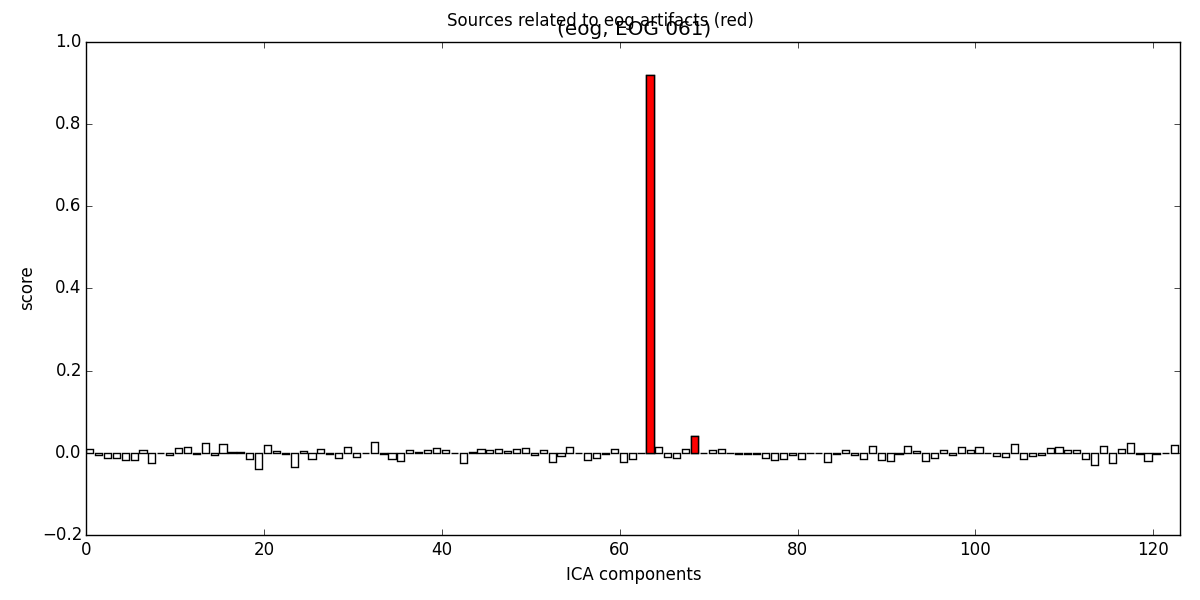 Sources related to eog artifacts (red)
(eog, EOG 061)
1.0
0.8
0.6
0.4
0.2
0.0
−0.2
score
0 20 40 60 80 100 120
ICA components